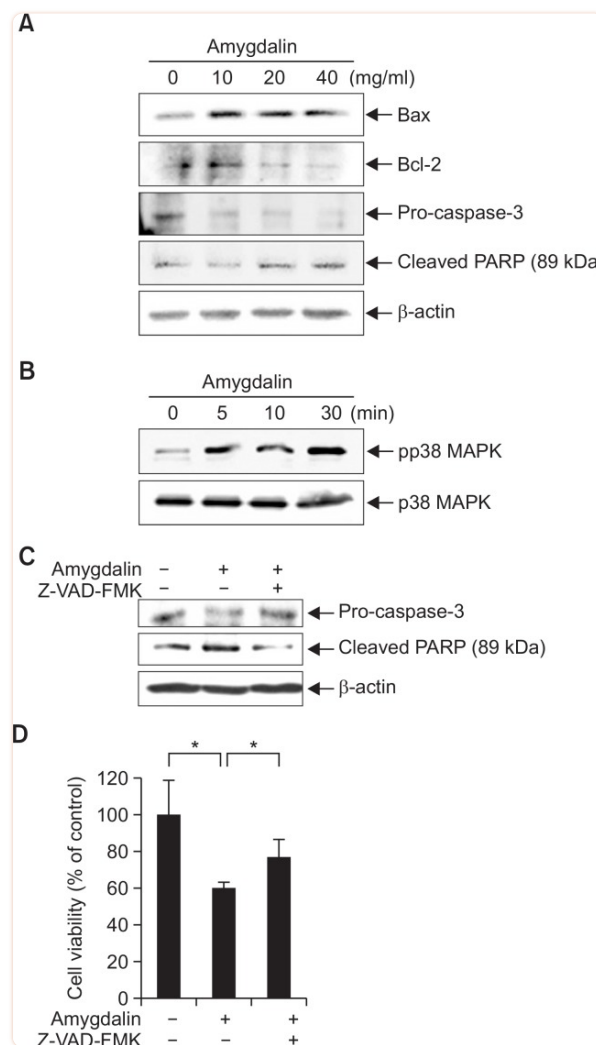 A
Amygdalin
0 10 20 40 (mg/ml)
Bax
Bcl-2
Pro-caspase-3
Cleaved PARP (89 kDa
β-actin
B
Amygdalin
0 5 10 30 (min)
pp38 MAPK
p38 MAPK
C
Amygdalin – + +
Z-VAD-FMK – – +
Pro-caspase-3
Cleaved PARP (89 kDa)
β-actin
D
* *
Cell viability (% of control)
120
100
80
60
40
20
0
Amygdalin – + +
Z-VAD-FMK – – +